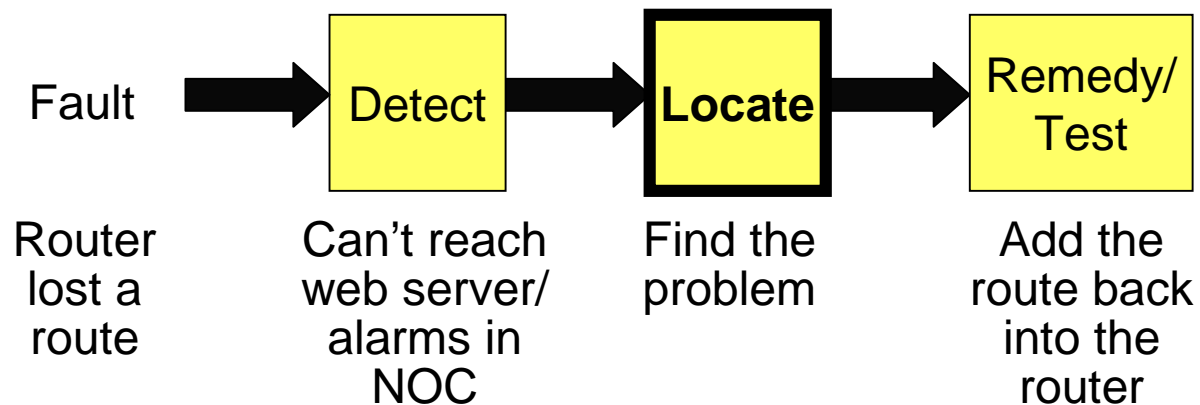 Fault
Detect
Locate
Remedy/
Test
Router
lost a
route
Can't reach
web server/
alarms in
NOC
Find the
problem
Add the
route back
into the
router